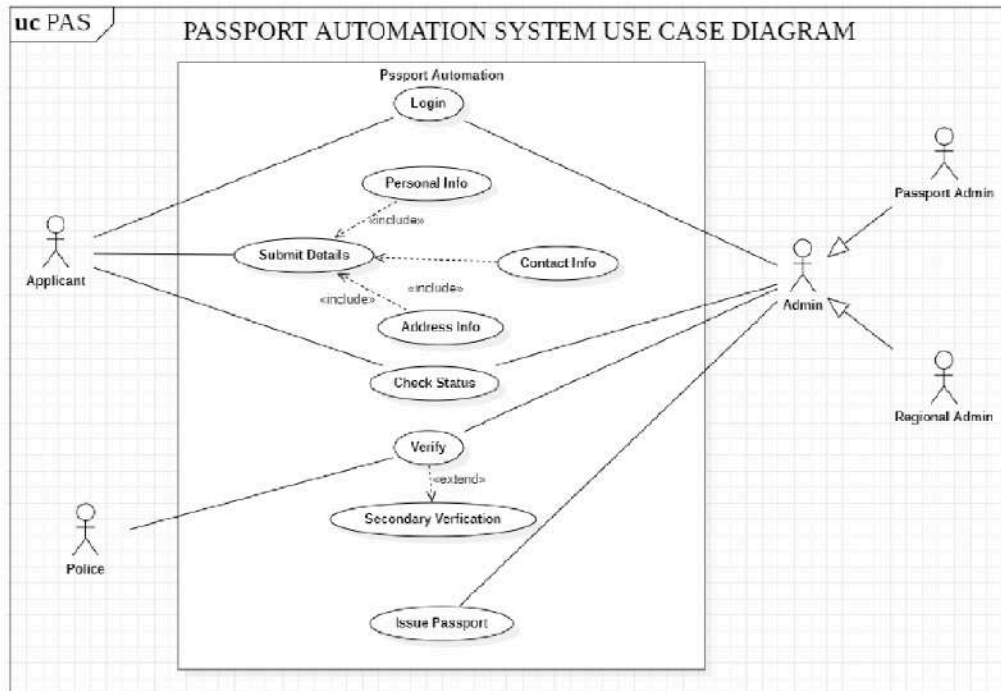 uc PAS
PASSPORT AUTOMATION SYSTEM USE CASE DIAGRAM
Pssport Automation
Login
Personal Info
Passport Admin
«include»
Submit Details
Contact Info
Applicant
«include»
«include»
Admin
Address Info
Check Status
Regional Admin
Verify
«extend»
Secondary Verfication
Police
Issue Passport